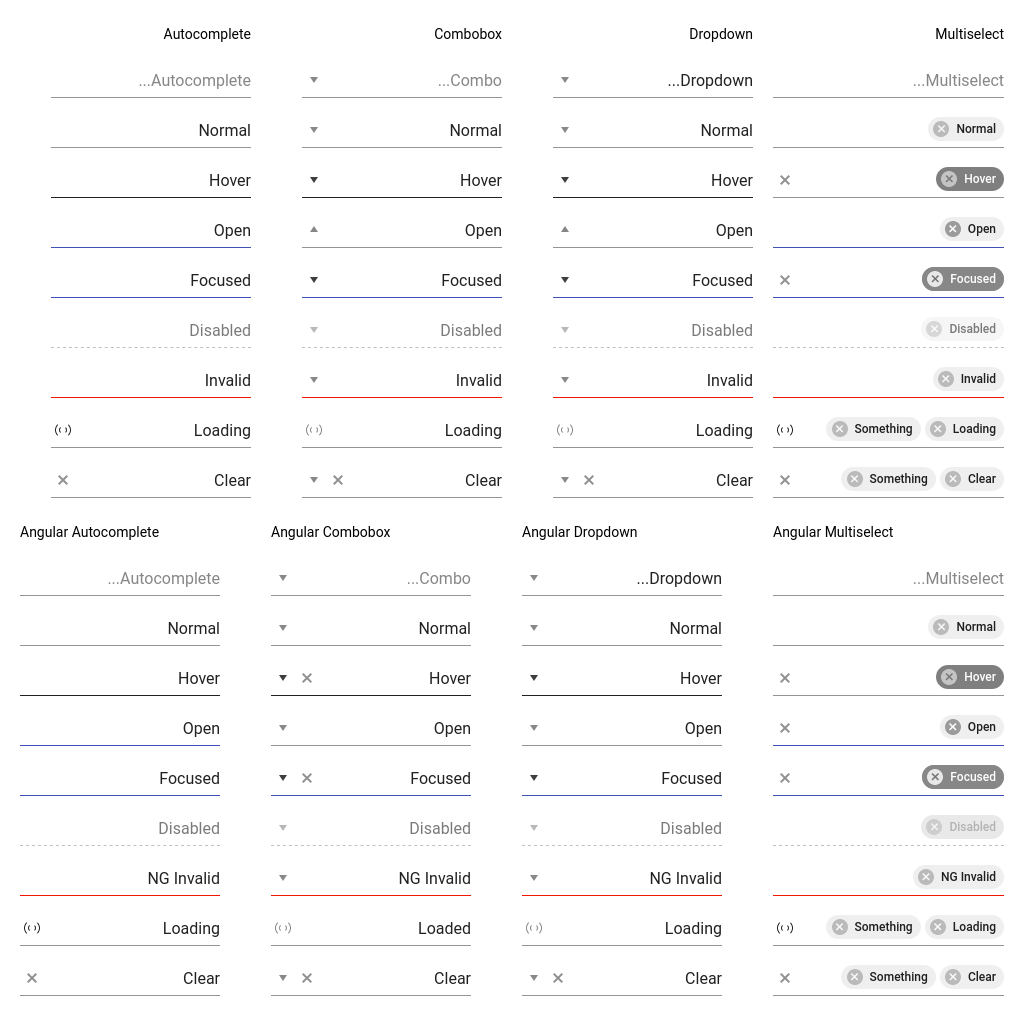 Autocomplete Combobox Dropdown Multiselect
...Autocomplete ...Combo ...Dropdown ...Multiselect
Normal Normal Normal Normal
Hover Hover Hover Hover
Open Open Open Open
Focused Focused Focused Focused
Disabled Disabled Disabled Disabled
Invalid Invalid Invalid Invalid
Loading Loading Loading Something Loading
Clear Clear Clear Something Clear
Angular Autocomplete Angular Combobox Angular Dropdown Angular Multiselect
...Autocomplete ...Combo ...Dropdown ...Multiselect
Normal Normal Normal Normal
Hover Hover Hover Hover
Open Open Open Open
Focused Focused Focused Focused
Disabled Disabled Disabled Disabled
NG Invalid NG Invalid NG Invalid NG Invalid
Loading Loaded Loading Something Loading
Clear Clear Clear Something Clear